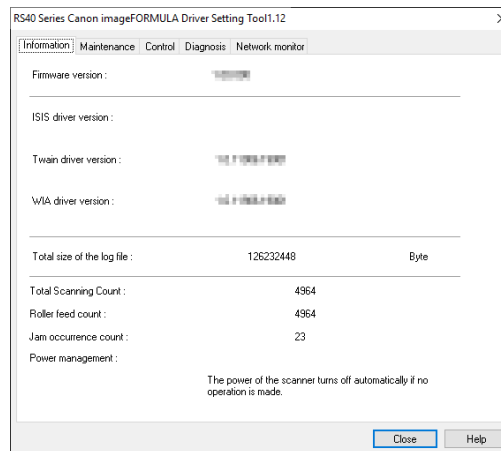 RS40 Series Canon imageFORMULA Driver Setting Tool1.12
Information Maintenance Control Diagnosis Network monitor
Firmware version :
ISIS driver version :
Twain driver version :
WIA driver version :
Total size of the log file : 126232448 Byte
Total Scanning Count : 4964
Roller feed count : 4964
Jam occurrence count : 23
Power management :
The power of the scanner turns off automatically if no
operation is made.
Close Help